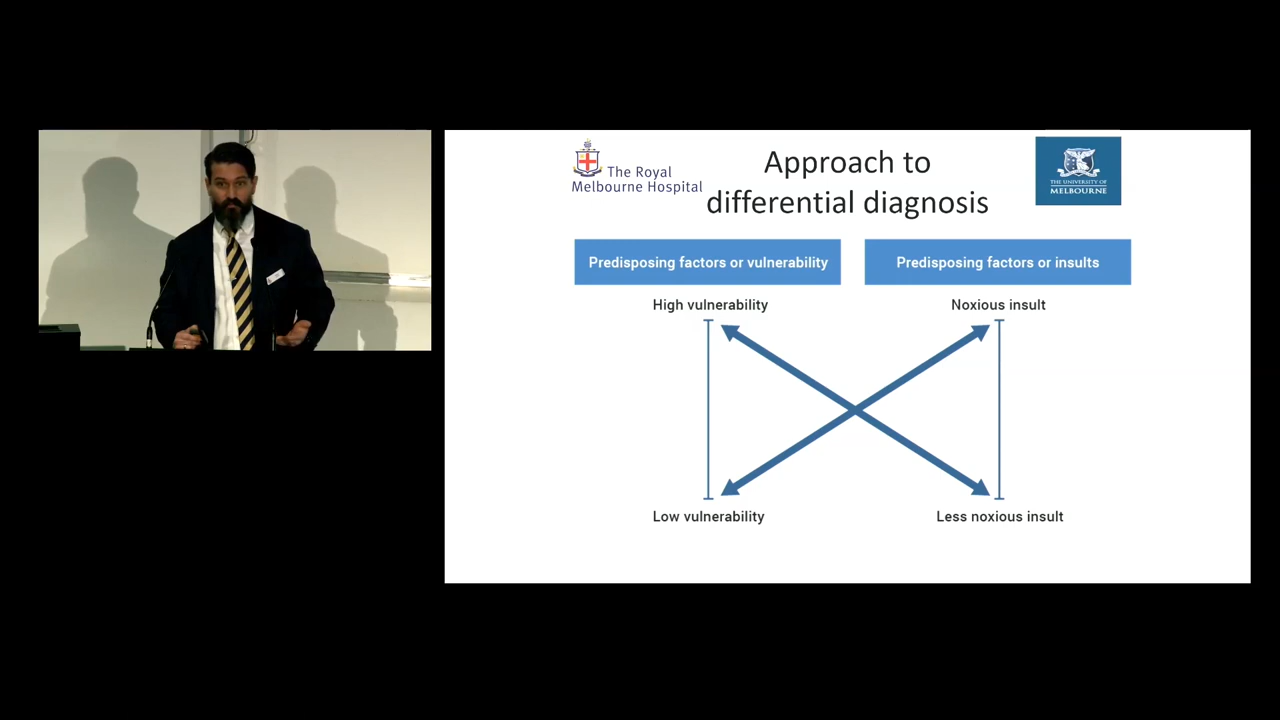 The Royal
Melbourne Hospital
Approach to
differential diagnosis
THE UNIVERSITY OF
MELBOURNE
Predisposing factors or vulnerability
Predisposing factors or insults
High vulnerability
Noxious insult
Low vulnerability
Less noxious insult